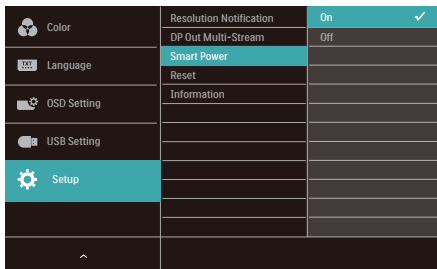 Color
Language
OSD Setting
USB Setting
Setup
Resolution Notification
DP Out Multi-Stream
Smart Power
Reset
Information
On
Off
TXT